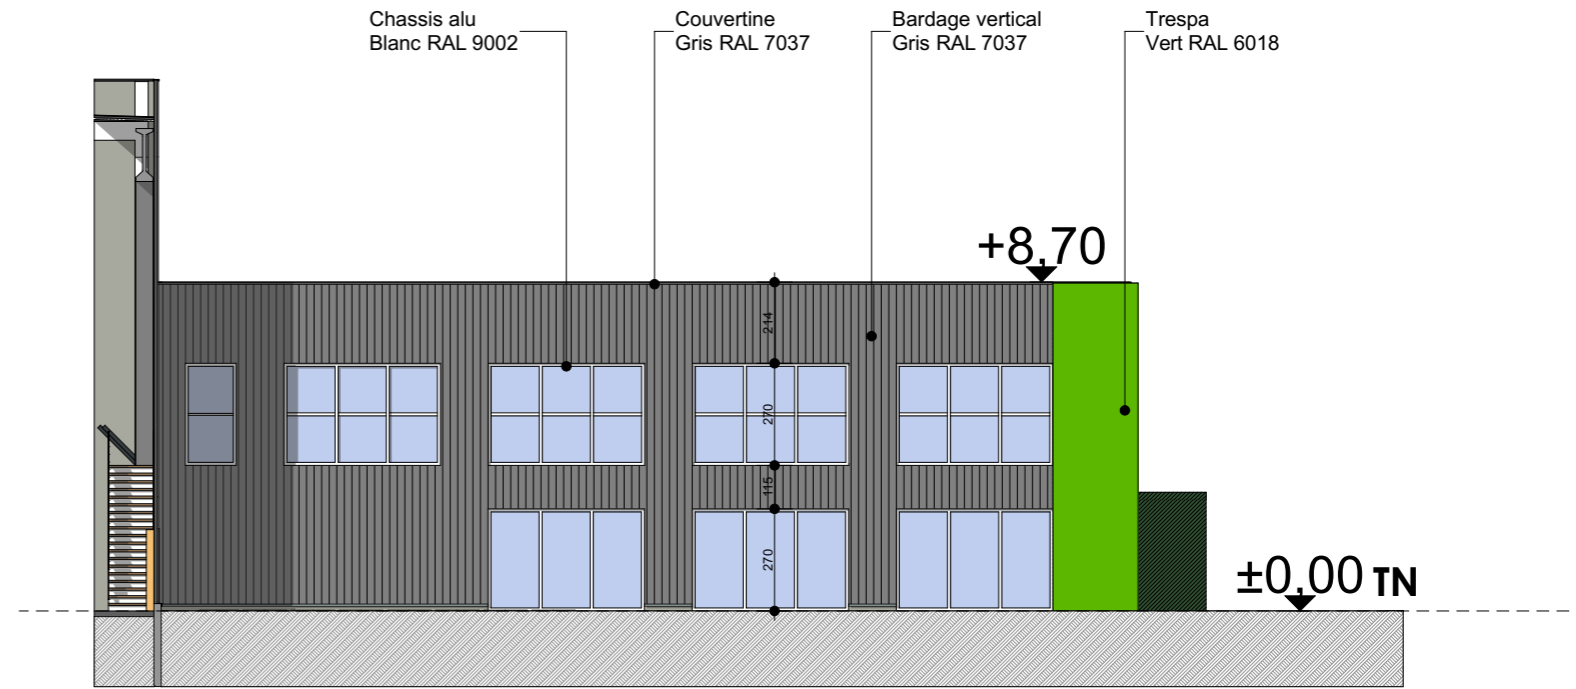 Chassis alu
Blanc RAL 9002
Couvertine
Gris RAL 7037
Bardage vertical
Gris RAL 7037
Trespa
Vert RAL 6018
+8,70
214
270
115
270
±0,00 TN